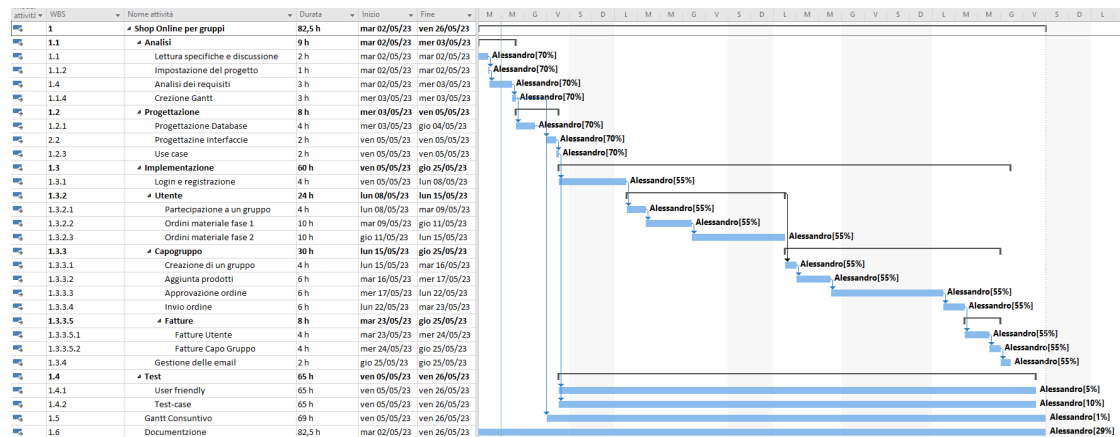 attività WBS Nome attività Durata Inizio Fine M M G V S D L M M G V S D L M M G V S D L M M G V S D L
1 Shop Online per gruppi 82,5 h mar 02/05/23 ven 26/05/23
1.1 Analisi 9 h mar 02/05/23 mer 03/05/23
1.1 Lettura specifiche e discussione 2 h mar 02/05/23 mar 02/05/23 Alessandro[70%]
1.1.2 Impostazione del progetto 1 h mar 02/05/23 mar 02/05/23 Alessandro[70%]
1.4 Analisi dei requisiti 3 h mar 02/05/23 mer 03/05/23 Alessandro[70%]
1.1.4 Crezione Gantt 3 h mer 03/05/23 mer 03/05/23 Alessandro[70%]
1.2 Progettazione 8 h mer 03/05/23 ven 05/05/23
1.2.1 Progettazione Database 4 h mer 03/05/23 gio 04/05/23 Alessandro[70%]
2.2 Progettazine interfaccie 2 h ven 05/05/23 ven 05/05/23 Alessandro[70%]
1.2.3 Use case 2 h ven 05/05/23 ven 05/05/23 Alessandro[70%]
1.3 Implementazione 60 h ven 05/05/23 gio 25/05/23
1.3.1 Login e registrazione 4 h ven 05/05/23 lun 08/05/23 Alessandro[55%]
1.3.2 Utente 24 h lun 08/05/23 lun 15/05/23
1.3.2.1 Partecipazione a un gruppo 4 h lun 08/05/23 mar 09/05/23 Alessandro[55%]
1.3.2.2 Ordini materiale fase 1 10 h mar 09/05/23 gio 11/05/23 Alessandro[55%]
1.3.2.3 Ordini materiale fase 2 10 h gio 11/05/23 lun 15/05/23 Alessandro[55%]
1.3.3 Capogruppo 30 h lun 15/05/23 gio 25/05/23
1.3.3.1 Creazione di un gruppo 4 h lun 15/05/23 mar 16/05/23 Alessandro[55%]
1.3.3.2 Aggiunta prodotti 6 h mar 16/05/23 mer 17/05/23 Alessandro[55%]
1.3.3.3 Approvazione ordine 6 h mer 17/05/23 lun 22/05/23 Alessandro[55%]
1.3.3.4 Invio ordine 6 h lun 22/05/23 mar 23/05/23 Alessandro[55%]
1.3.3.5 Fatture 8 h mar 23/05/23 gio 25/05/23
1.3.3.5.1 Fatture Utente 4 h mar 23/05/23 mer 24/05/23 Alessandro[55%]
1.3.3.5.2 Fatture Capo Gruppo 4 h mer 24/05/23 gio 25/05/23 Alessandro[55%]
1.3.4 Gestione delle email 2 h gio 25/05/23 gio 25/05/23 Alessandro[55%]
1.4 Test 65 h ven 05/05/23 ven 26/05/23
1.4.1 User friendly 65 h ven 05/05/23 ven 26/05/23 Alessandro[5%]
1.4.2 Test-case 65 h ven 05/05/23 ven 26/05/23 Alessandro[10%]
1.5 Gantt Consuntivo 69 h ven 05/05/23 ven 26/05/23 Alessandro[1%]
1.6 Documentzione 82,5 h mar 02/05/23 ven 26/05/23 Alessandro[29%]